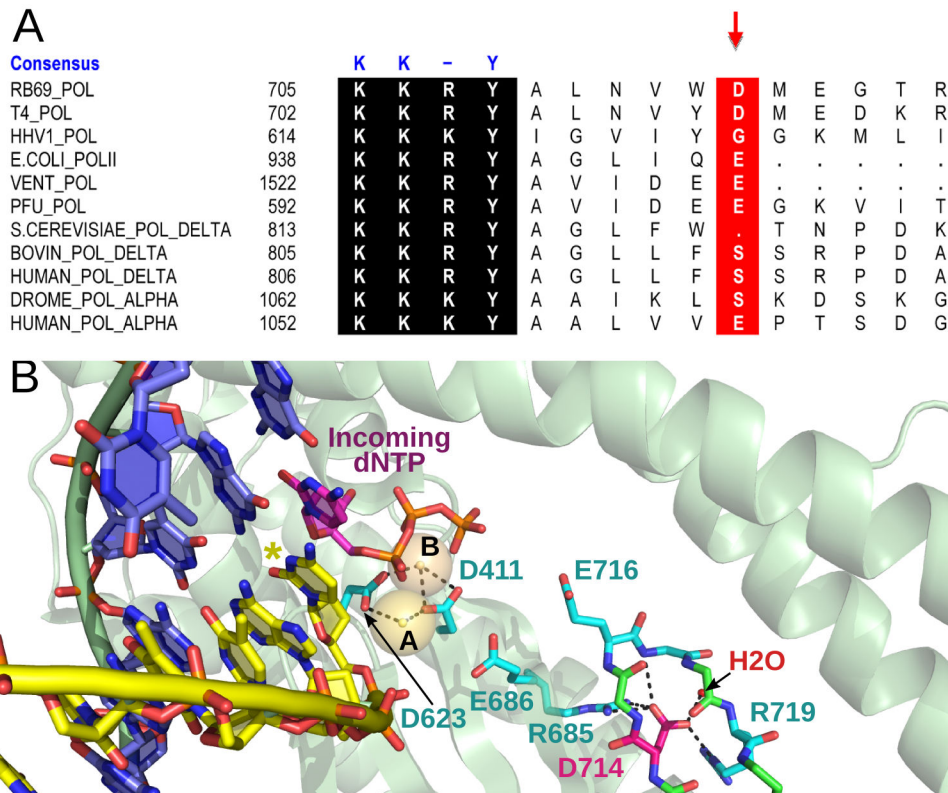 A
Consensus K K – Y
RB69_POL 705 K K R Y A L N V W D M E G T R
T4_POL 702 K K R Y A L N V Y D M E D K R
HHV1_POL 614 K K R Y I G V I Y G G K M L I
E.COLI_POLII 938 K K R Y A G L I Q E . . . . .
VENT_POL 1522 K K R Y A V I D E E . . . . .
PFU_POL 592 K K R Y A V I D E E G K V I T
S.CEREVISIAE_POL_DELTA 813 K K R Y A G L F W . T N P D K
BOVIN_POL_DELTA 805 K K R Y A G L L F S S R P D A
HUMAN_POL_DELTA 806 K K R Y A G L L F S S R P D A
DROME_POL_ALPHA 1062 K K K Y A A I K L S K D S K G
HUMAN_POL_ALPHA 1052 K K K Y A A L V V E P T S D G
B
Incoming
dNTP
*
B
D411
E716
A
H2O
E686
D623
R685
R719
D714